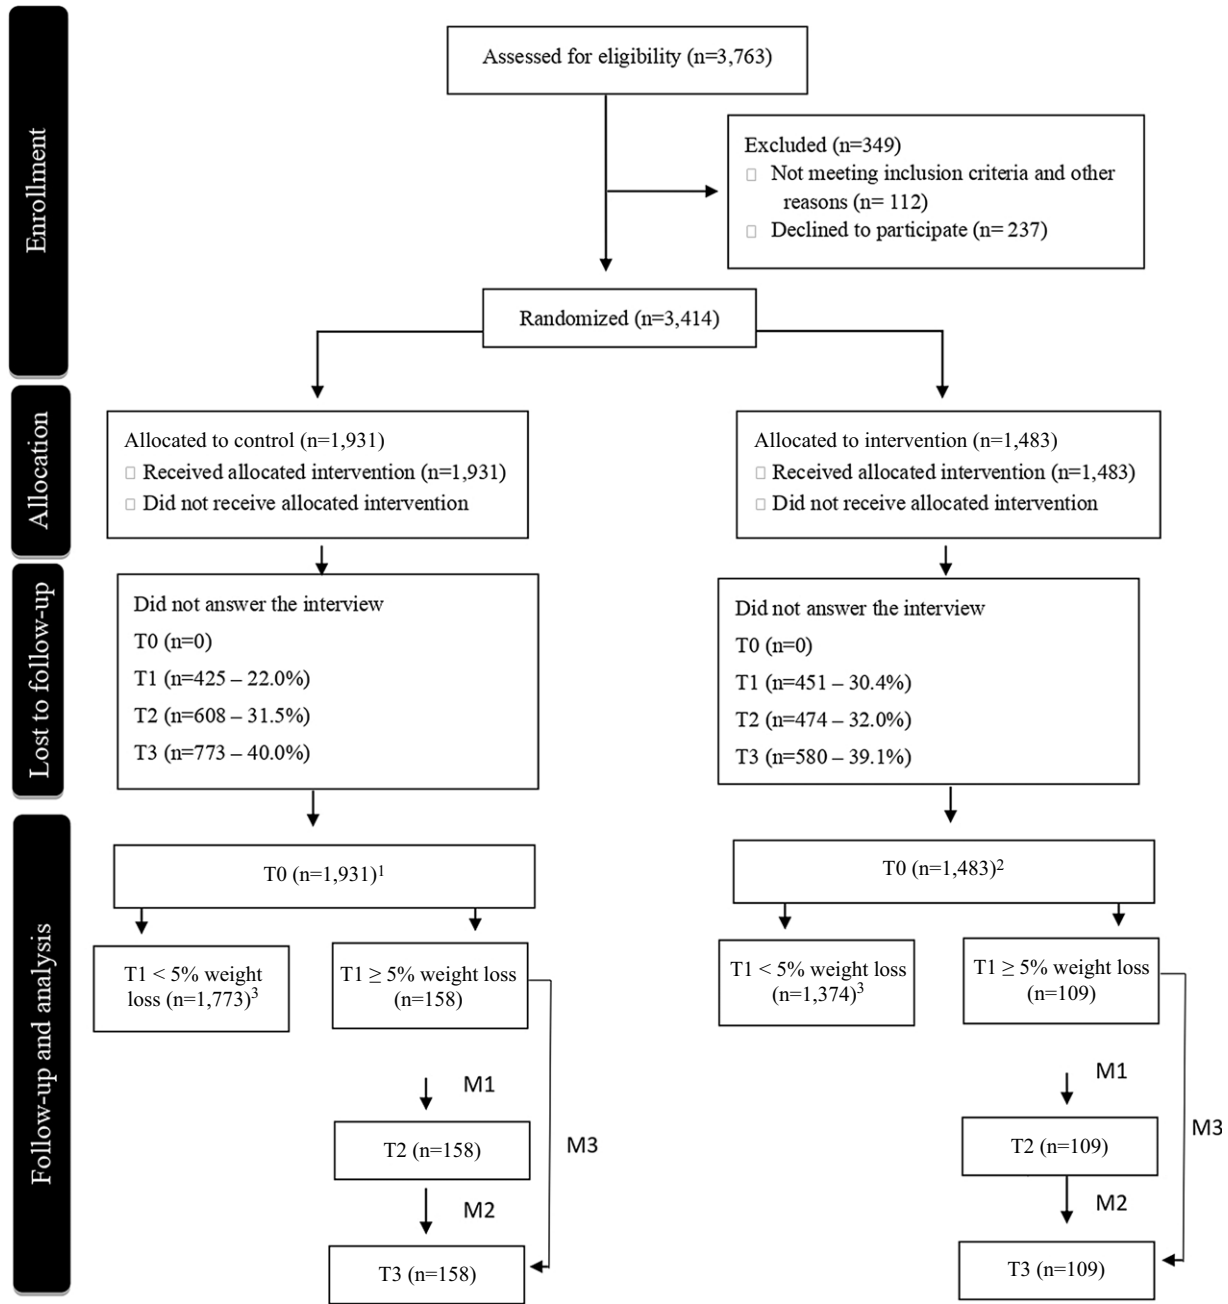 Enrollment
Assessed for eligibility (n=3,763)
Excluded (n=349)
Not meeting inclusion criteria and other
reasons (n= 112)
Declined to participate (n= 237)
Randomized (n=3,414)
Allocation
Allocated to control (n=1,931)
Received allocated intervention (n=1,931)
Did not receive allocated intervention
Allocated to intervention (n=1,483)
Received allocated intervention (n=1,483)
Did not receive allocated intervention
Lost to follow-up
Did not answer the interview
T0 (n=0)
T1 (n=425 – 22.0%)
T2 (n=608 – 31.5%)
T3 (n=773 – 40.0%)
Did not answer the interview
T0 (n=0)
T1 (n=451 – 30.4%)
T2 (n=474 – 32.0%)
T3 (n=580 – 39.1%)
Follow-up and analysis
T0 (n=1,931)1
T1 < 5% weight
loss (n=1,773)3
T1 ≥ 5% weight loss
(n=158)
M1
T2 (n=158)
M3
M2
T3 (n=158)
T0 (n=1,483)2
T1 < 5% weight loss
(n=1,374)3
T1 ≥ 5% weight loss
(n=109)
M1
T2 (n=109)
M3
M2
T3 (n=109)